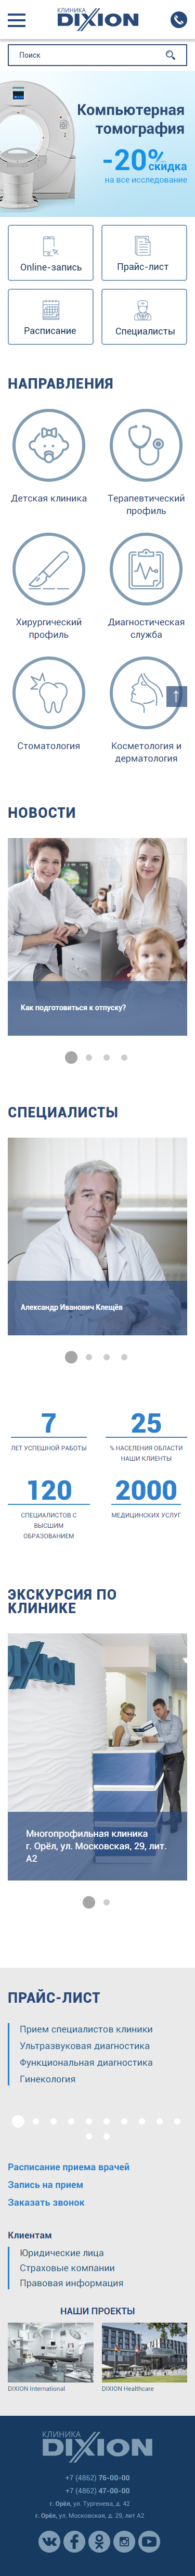 КЛИНИКА
DIXION
Поиск
Компьютерная
томография
-20%
скидка
на все исследование
Online-запись
Прайс-лист
Расписание
Специалисты
НАПРАВЛЕНИЯ
Детская клиника
Терапевтический
профиль
Хирургический
профиль
Диагностическая
служба
Стоматология
Косметология и
дерматология
НОВОСТИ
Как подготовиться к отпуску?
СПЕЦИАЛИСТЫ
Александр Иванович Клещёв
7
ЛЕТ УСПЕШНОЙ РАБОТЫ
25
% НАСЕЛЕНИЯ ОБЛАСТИ
НАШИ КЛИЕНТЫ
120
СПЕЦИАЛИСТОВ С
ВЫСШИМ
ОБРАЗОВАНИЕМ
2000
МЕДИЦИНСКИХ УСЛУГ
ЭКСКУРСИЯ ПО
КЛИНИКЕ
IXION
Многопрофильная клиника
г. Орёл, ул. Московская, 29, лит.
А2
ПРАЙС-ЛИСТ
Прием специалистов клиники
Ультразвуковая диагностика
Функциональная диагностика
Гинекология
Расписание приема врачей
Запись на прием
Заказать звонок
Клиентам
Юридические лица
Страховые компании
Правовая информация
НАШИ ПРОЕКТЫ
DIXION International
DIXION Healthcare
КЛИНИКА
DIXION
+7 (4862) 76-00-00
+7 (4862) 47-00-00
г. Орёл, ул. Тургенева, д. 42
г. Орёл, ул. Московская, д. 29, лит А2